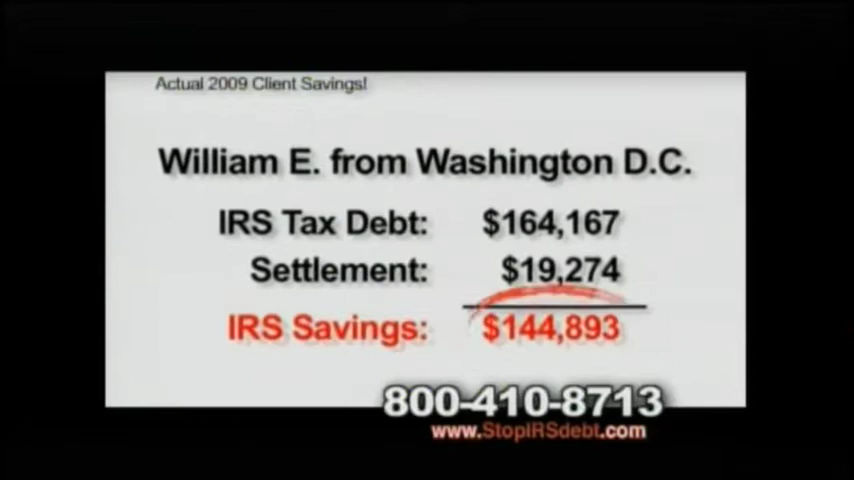 Actual 2009 Client Savings!
William E. from Washington D.C.
IRS Tax Debt: $164,167
Settlement: $19,274
IRS Savings: $144,893
800-410-8713
www.StopIRSdebt.com